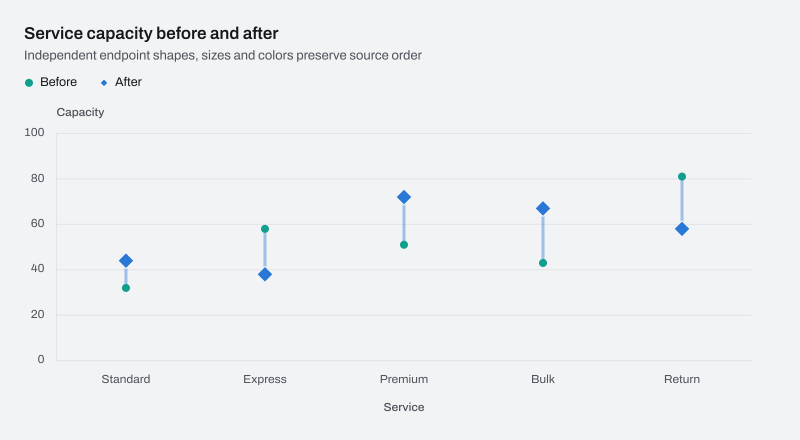 Service capacity before and after
Independent endpoint shapes, sizes and colors preserve source order
Before After
Capacity
100
80
60
40
20
0
Standard Express Premium Bulk Return
Service